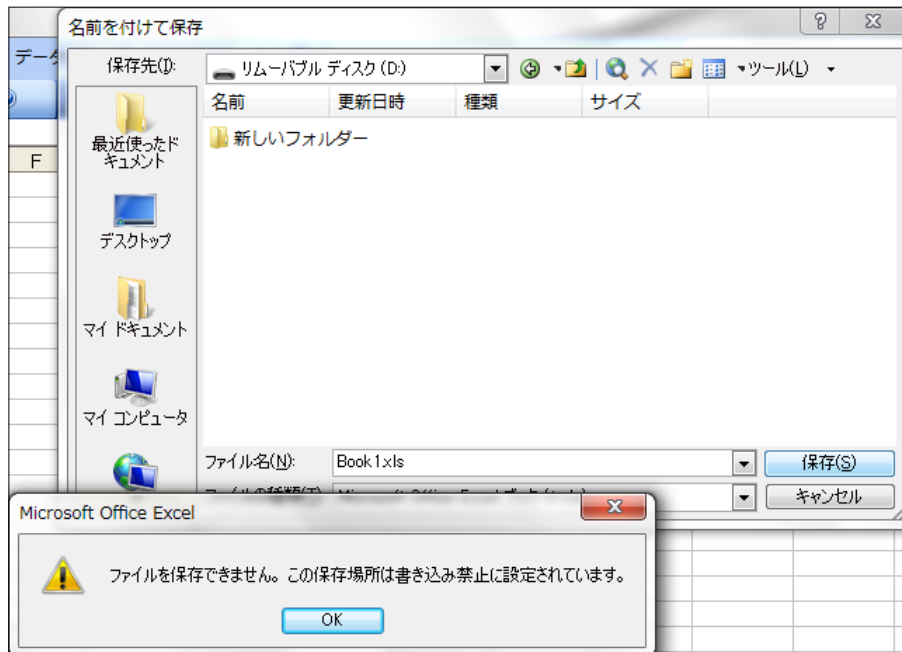 名前を付けて保存
データ
保存先(I):
リムーバブル ディスク (D:)
ツール(L)
名前 更新日時 種類 サイズ
新しいフォルダー
最近使ったド
キュメント
F
デスクトップ
マイ ドキュメント
マイ コンピュータ
ファイル名(N): Book1.xls 保存(S)
キャンセル
Microsoft Office Excel
ファイルを保存できません。この保存場所は書き込み禁止に設定されています。
OK